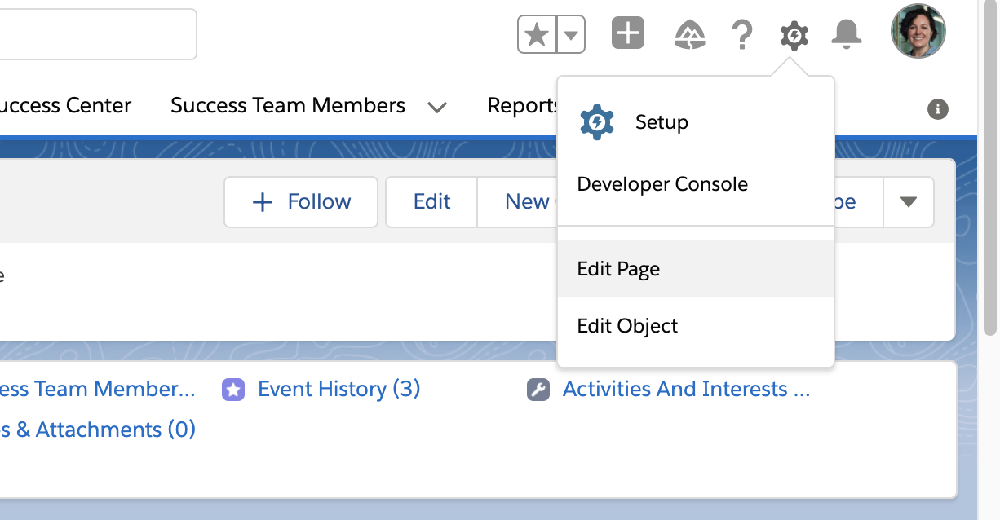 uccess Center
Success Team Members
Reports
Setup
Developer Console
Edit Page
Edit Object
Follow
Edit
New
be
e
ess Team Member...
Event History (3)
Activities And Interests ...
s & Attachments (0)